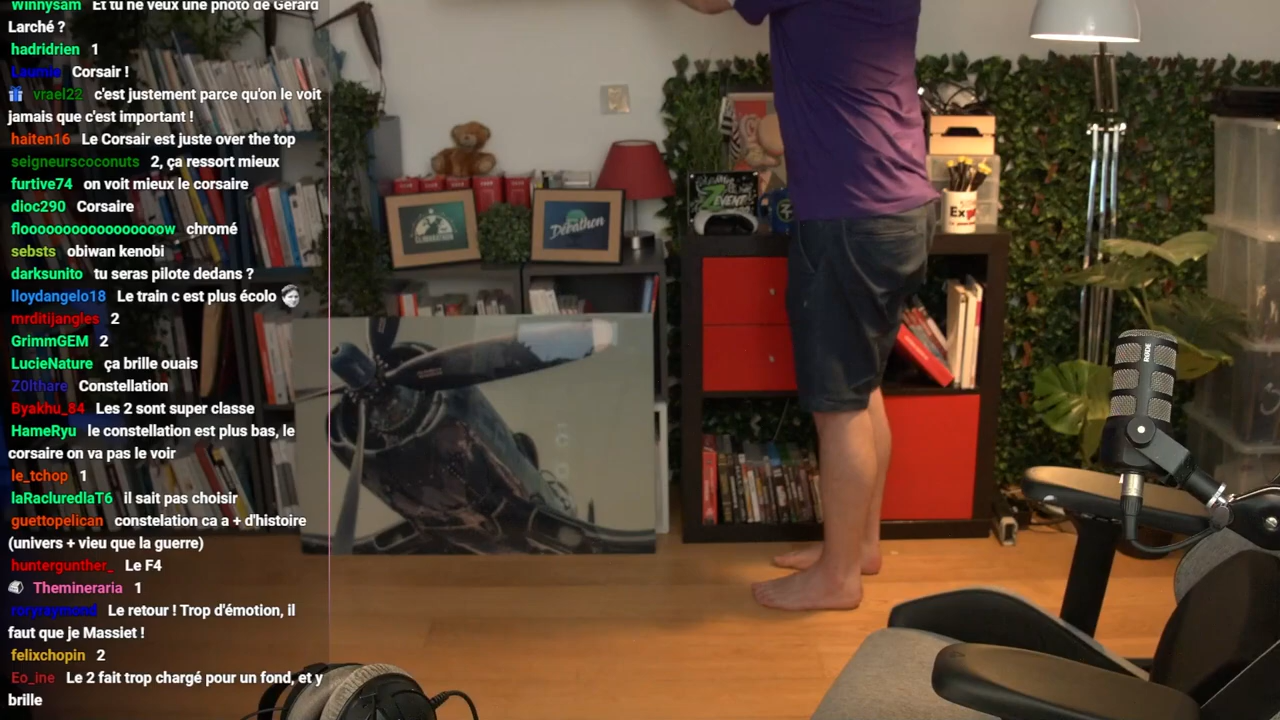 Winnysam Et tu ne veux une photo de Gérard
Larché ?
hadridrien 1
Laumie Corsair !
vrael22 c'est justement parce qu'on le voit
jamais que c'est important !
haiten16 Le Corsair est juste over the top
seigneurscoconuts 2, ça ressort mieux
furtive74 on voit mieux le corsaire
dioc290 Corsaire
flooooooooooooooooow chromé
sebsts obiwan kenobi
darksunito tu seras pilote dedans ?
lloydangelo18 Le train c est plus écolo
mrditijangles 2
GrimmGEM 2
LucieNature ça brille ouais
Z0lthare Constellation
Byakhu_84 Les 2 sont super classe
HameRyu le constellation est plus bas, le
corsaire on va pas le voir
le_tchop 1
laRacluredlaT6 il sait pas choisir
guettopelican constelation ca a + d'histoire
(univers + vieu que la guerre)
huntergunther_ Le F4
Themineraria 1
roryraymond Le retour ! Trop d'émotion, il
faut que je Massiet !
felixchopin 2
Eo_ine Le 2 fait trop chargé pour un fond, et y
brille
CLIMARATHON
Debathon
ZEVENT
RØDE